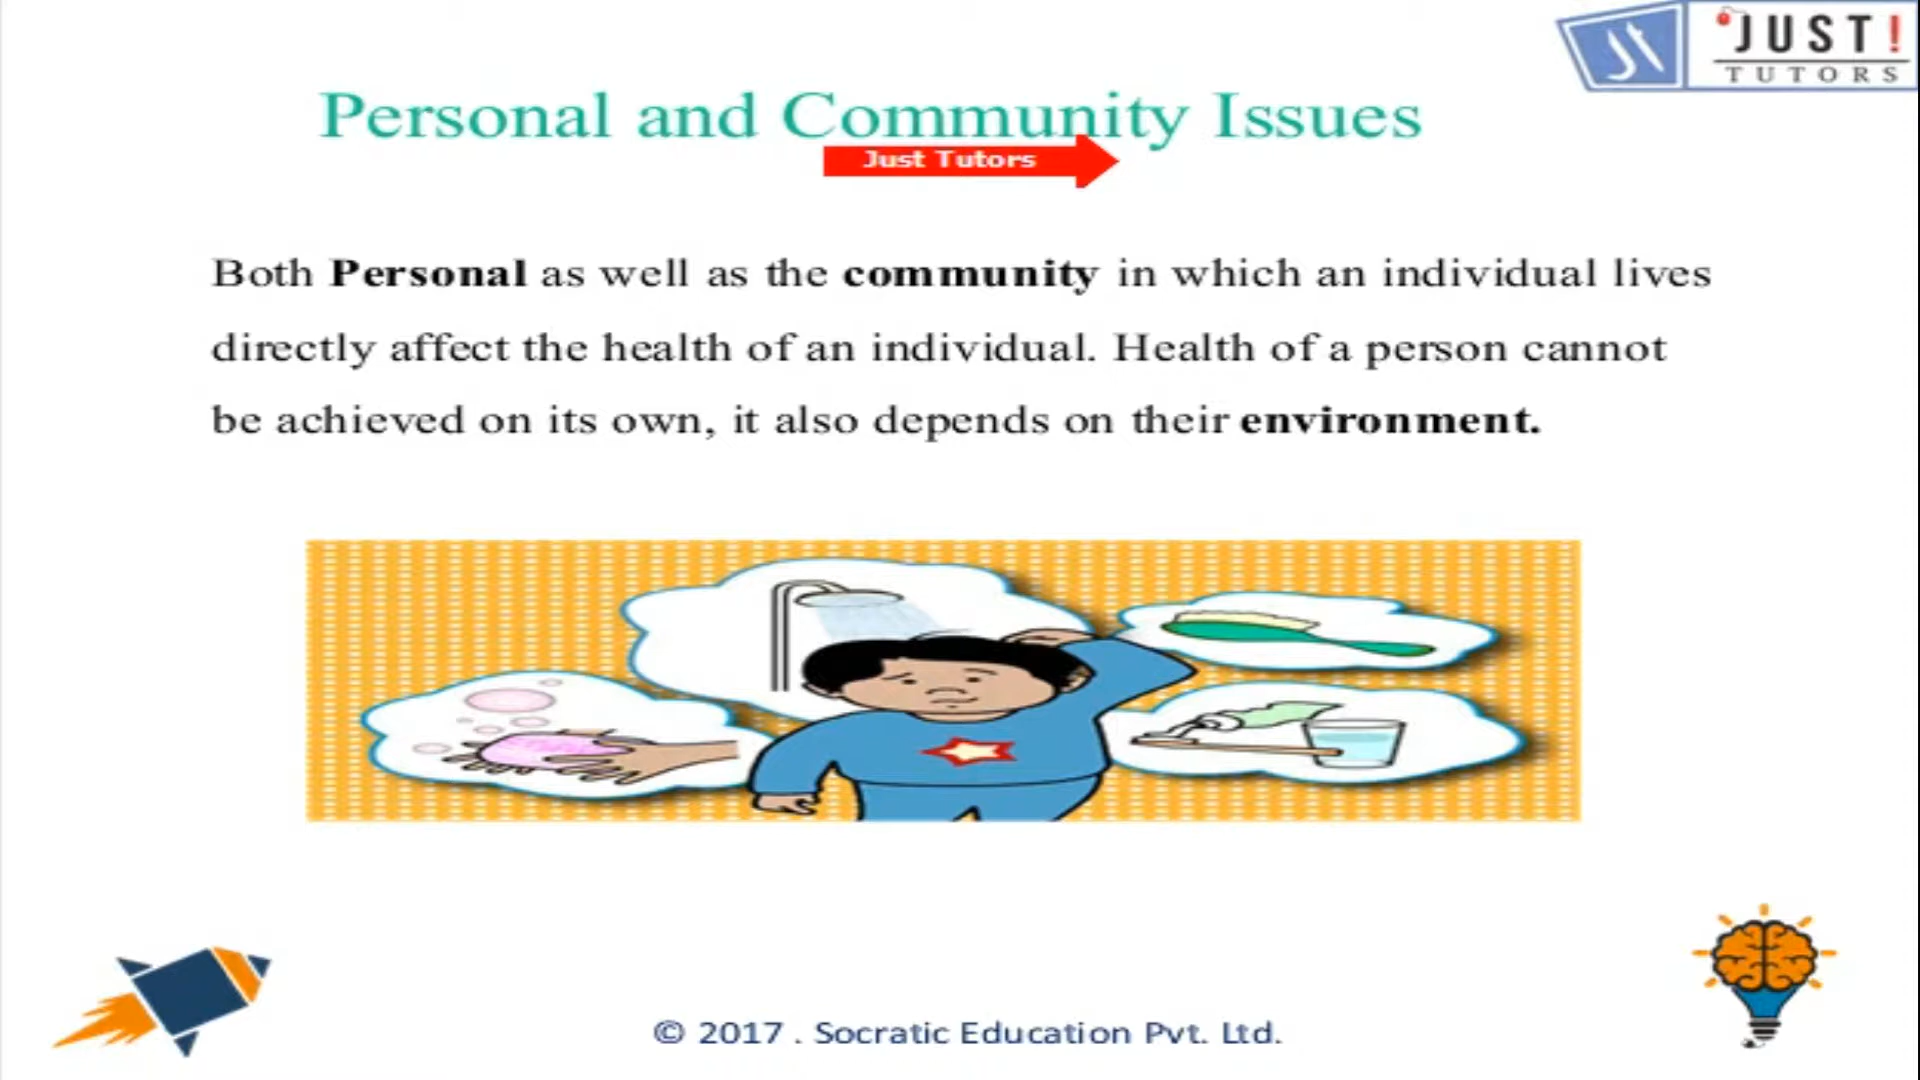 JUST!
TUTORS
Personal and Community Issues
Just Tutors
Both Personal as well as the community in which an individual lives
directly affect the health of an individual. Health of a person cannot
be achieved on its own, it also depends on their environment.
© 2017 . Socratic Education Pvt. Ltd.